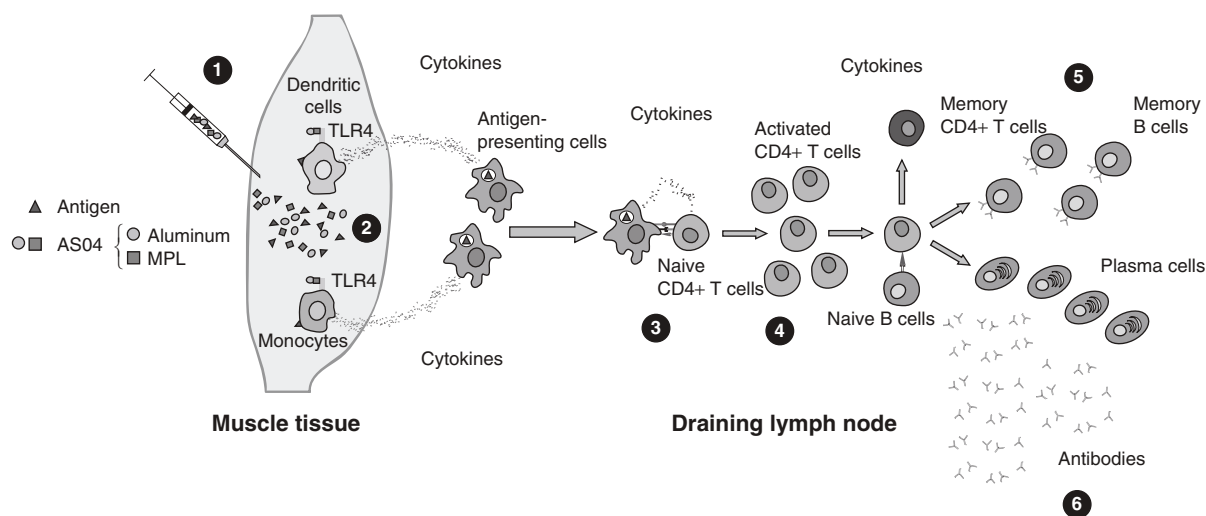 1
Cytokines
Dendritic
cells
TLR4
Antigen-
presenting cells
Cytokines
Cytokines
5
Memory
CD4+ T cells
Memory
B cells
Activated
CD4+ T cells
Antigen
AS04
Aluminum
MPL
2
TLR4
Monocytes
Cytokines
Naive
CD4+ T cells
3
4
Naive B cells
Plasma cells
Muscle tissue
Draining lymph node
Antibodies
6